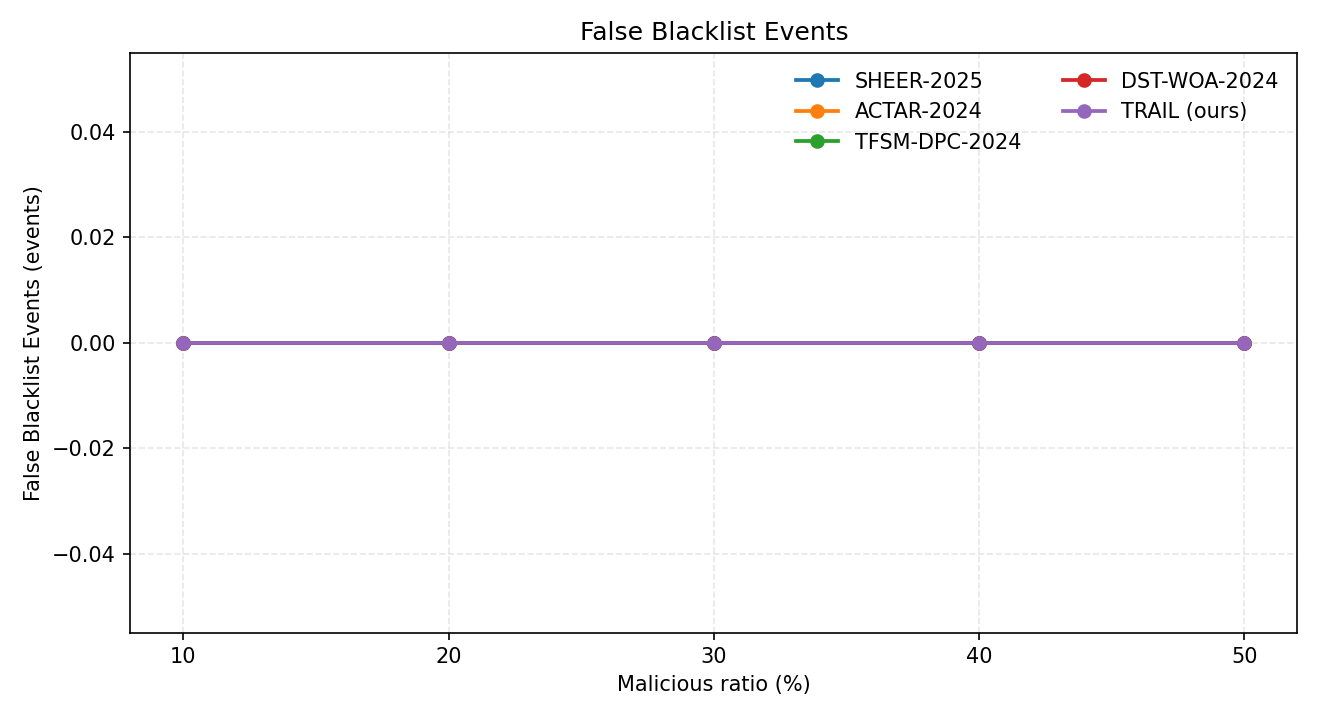 False Blacklist Events
SHEER-2025
ACTAR-2024
TFSM-DPC-2024
DST-WOA-2024
TRAIL (ours)
False Blacklist Events (events)
0.04
0.02
0.00
−0.02
−0.04
10 20 30 40 50
Malicious ratio (%)